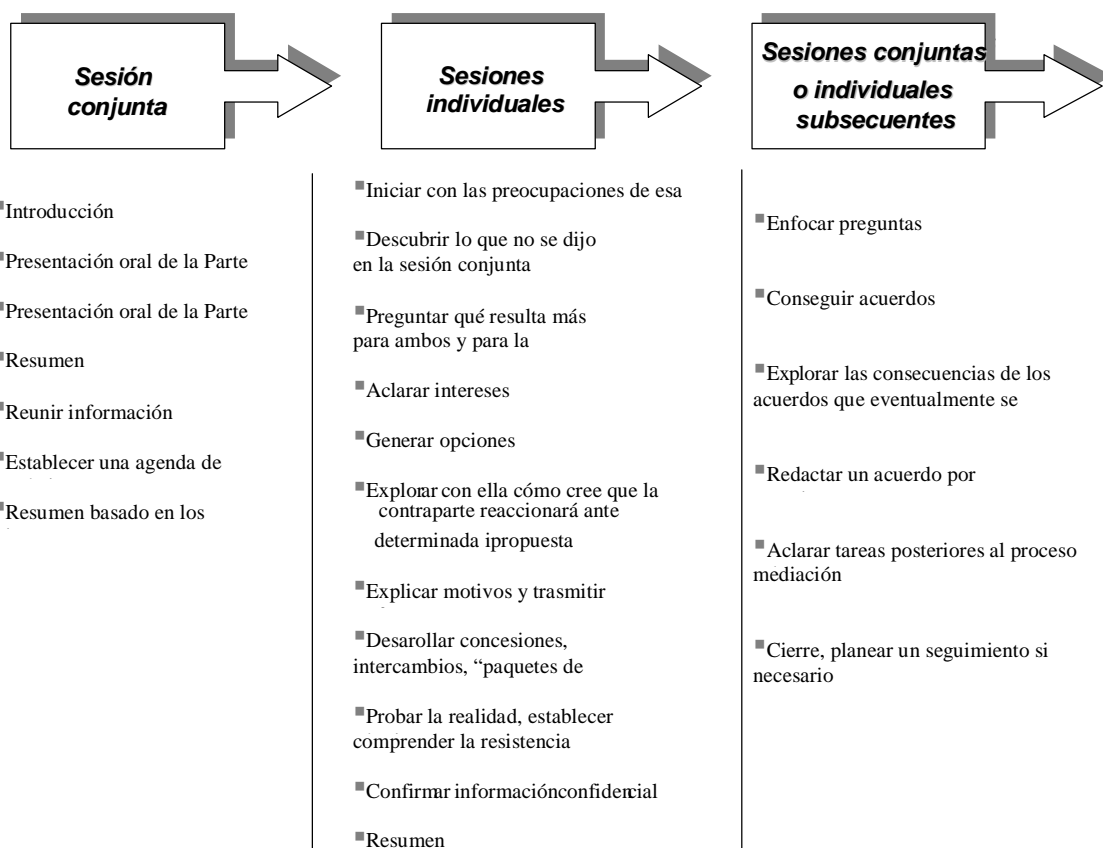 Sesión
conjunta
Sesiones
individuales
Sesiones conjuntas
o individuales
subsecuentes
Introducción
Presentación oral de la Parte
Presentación oral de la Parte
Resumen
Reunir información
Establecer una agenda de
Resumen basado en los
Iniciar con las preocupaciones de esa
Descubrir lo que no se dijo
en la sesión conjunta
Preguntar qué resulta más
para ambos y para la
Aclarar intereses
Generar opciones
Explorar con ella cómo cree que la
contraparte reaccionará ante
determinada ipropuesta
Explicar motivos y trasmitir
Desarollar concesiones,
intercambios, “paquetes de
Probar la realidad, establecer
comprender la resistencia
Confirmar informaciónconfidencial
Resumen
Enfocar preguntas
Conseguir acuerdos
Explorar las consecuencias de los
acuerdos que eventualmente se
Redactar un acuerdo por
Aclarar tareas posteriores al proceso
mediación
Cierre, planear un seguimiento si
necesario